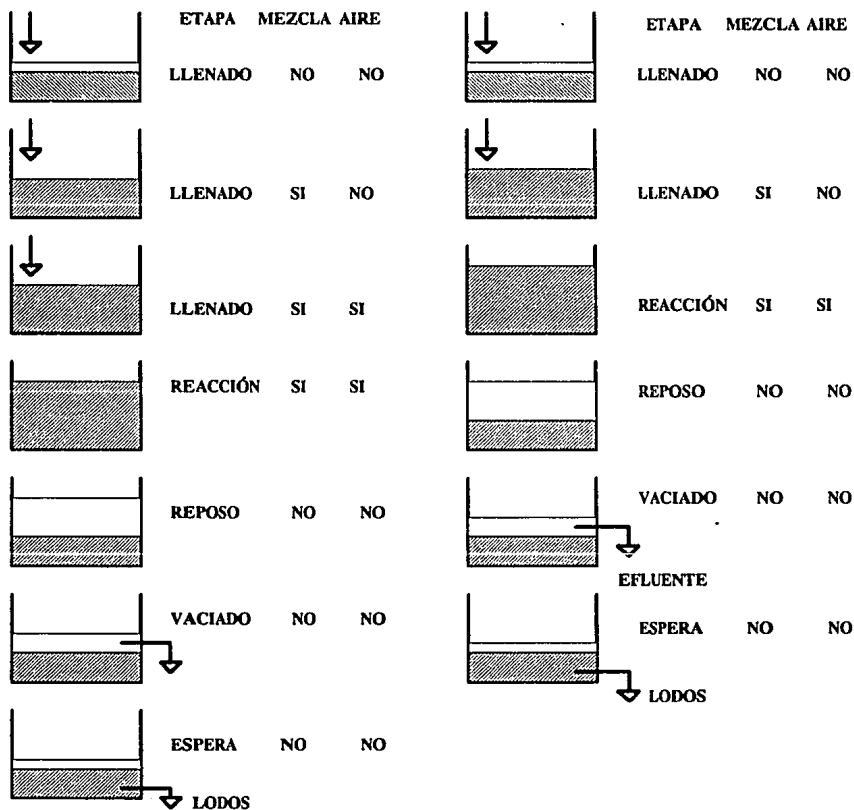 ETAPA MEZCLA AIRE
LLENADO NO NO
LLENADO SI NO
LLENADO SI SI
REACCIÓN SI SI
REPOSO NO NO
VACIADO NO NO
ESPERA NO NO
LODOS
ETAPA MEZCLA AIRE
LLENADO NO NO
LLENADO SI NO
REACCIÓN SI SI
REPOSO NO NO
VACIADO NO NO
EFLUENTE
ESPERA NO NO
LODOS